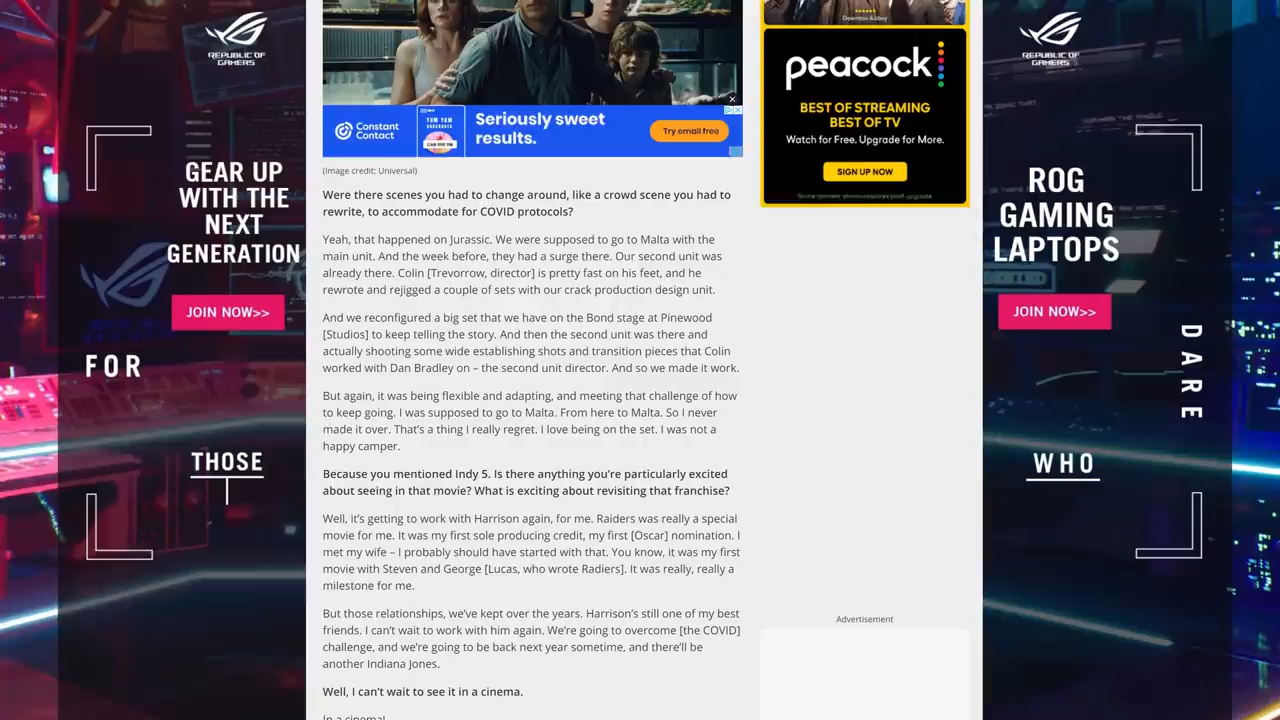 REPUBLIC OF
GAMERS
GEAR UP
WITH THE
NEXT
GENERATION
JOIN NOW>>
FOR
THOSE
Constant
Contact
Seriously sweet
results.
Try email free
(Image credit: Universal)
Were there scenes you had to change around, like a crowd scene you had to
rewrite, to accommodate for COVID protocols?
Yeah, that happened on Jurassic. We were supposed to go to Malta with the
main unit. And the week before, they had a surge there. Our second unit was
already there. Colin [Trevorrow, director] is pretty fast on his feet, and he
rewrote and rejigged a couple of sets with our crack production design unit.
And we reconfigured a big set that we have on the Bond stage at Pinewood
[Studios] to keep telling the story. And then the second unit was there and
actually shooting some wide establishing shots and transition pieces that Colin
worked with Dan Bradley on – the second unit director. And so we made it work.
But again, it was being flexible and adapting, and meeting that challenge of how
to keep going. I was supposed to go to Malta. From here to Malta. So I never
made it over. That's a thing I really regret. I love being on the set. I was not a
happy camper.
Because you mentioned Indy 5. Is there anything you're particularly excited
about seeing in that movie? What is exciting about revisiting that franchise?
Well, it's getting to work with Harrison again, for me. Raiders was really a special
movie for me. It was my first sole producing credit, my first [Oscar] nomination. I
met my wife – I probably should have started with that. You know, it was my first
movie with Steven and George [Lucas, who wrote Radiers]. It was really, really a
milestone for me.
But those relationships, we've kept over the years. Harrison's still one of my best
friends. I can't wait to work with him again. We're going to overcome [the COVID]
challenge, and we're going to be back next year sometime, and there'll be
another Indiana Jones.
Well, I can't wait to see it in a cinema.
In a cinema!
Downton Abbey
peacock
BEST OF STREAMING
BEST OF TV
Watch for Free. Upgrade for More.
SIGN UP NOW
Advertisement
REPUBLIC OF
GAMERS
ROG
GAMING
LAPTOPS
JOIN NOW>>
DARE
WHO